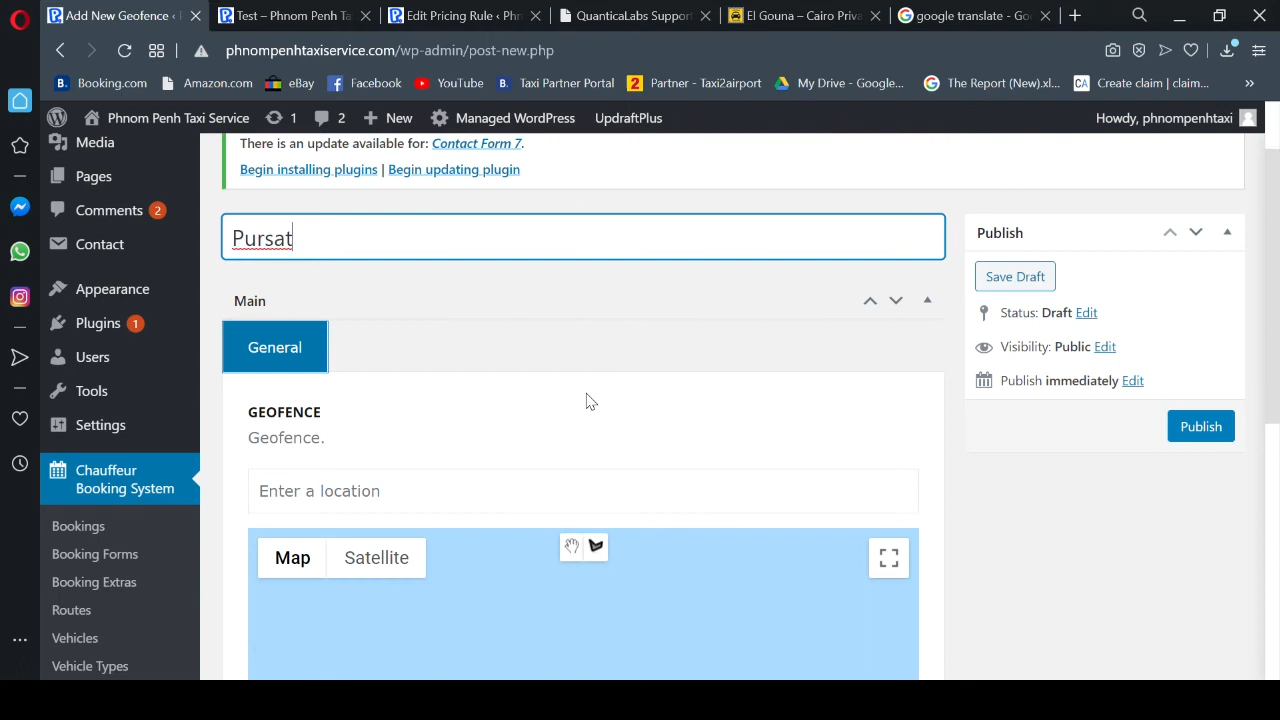 Add New Geofence ‹
Test – Phnom Penh Ta
Edit Pricing Rule ‹ Phn
QuanticaLabs Support
El Gouna – Cairo Priva
google translate - Go
phnompenhtaxiservice.com/wp-admin/post-new.php
Booking.com
Amazon.com
eBay
Facebook
YouTube
Taxi Partner Portal
Partner - Taxi2airport
My Drive - Google...
The Report (New).xl...
Create claim | claim...
Phnom Penh Taxi Service
1
2
New
Managed WordPress
UpdraftPlus
Howdy, phnompenhtaxi
Media
Pages
Comments 2
Contact
Appearance
Plugins 1
Users
Tools
Settings
Chauffeur
Booking System
Bookings
Booking Forms
Booking Extras
Routes
Vehicles
Vehicle Types
There is an update available for: Contact Form 7.
Begin installing plugins | Begin updating plugin
Pursat
Main
General
GEOFENCE
Geofence.
Enter a location
Map
Satellite
Publish
Save Draft
Status: Draft Edit
Visibility: Public Edit
Publish immediately Edit
Publish